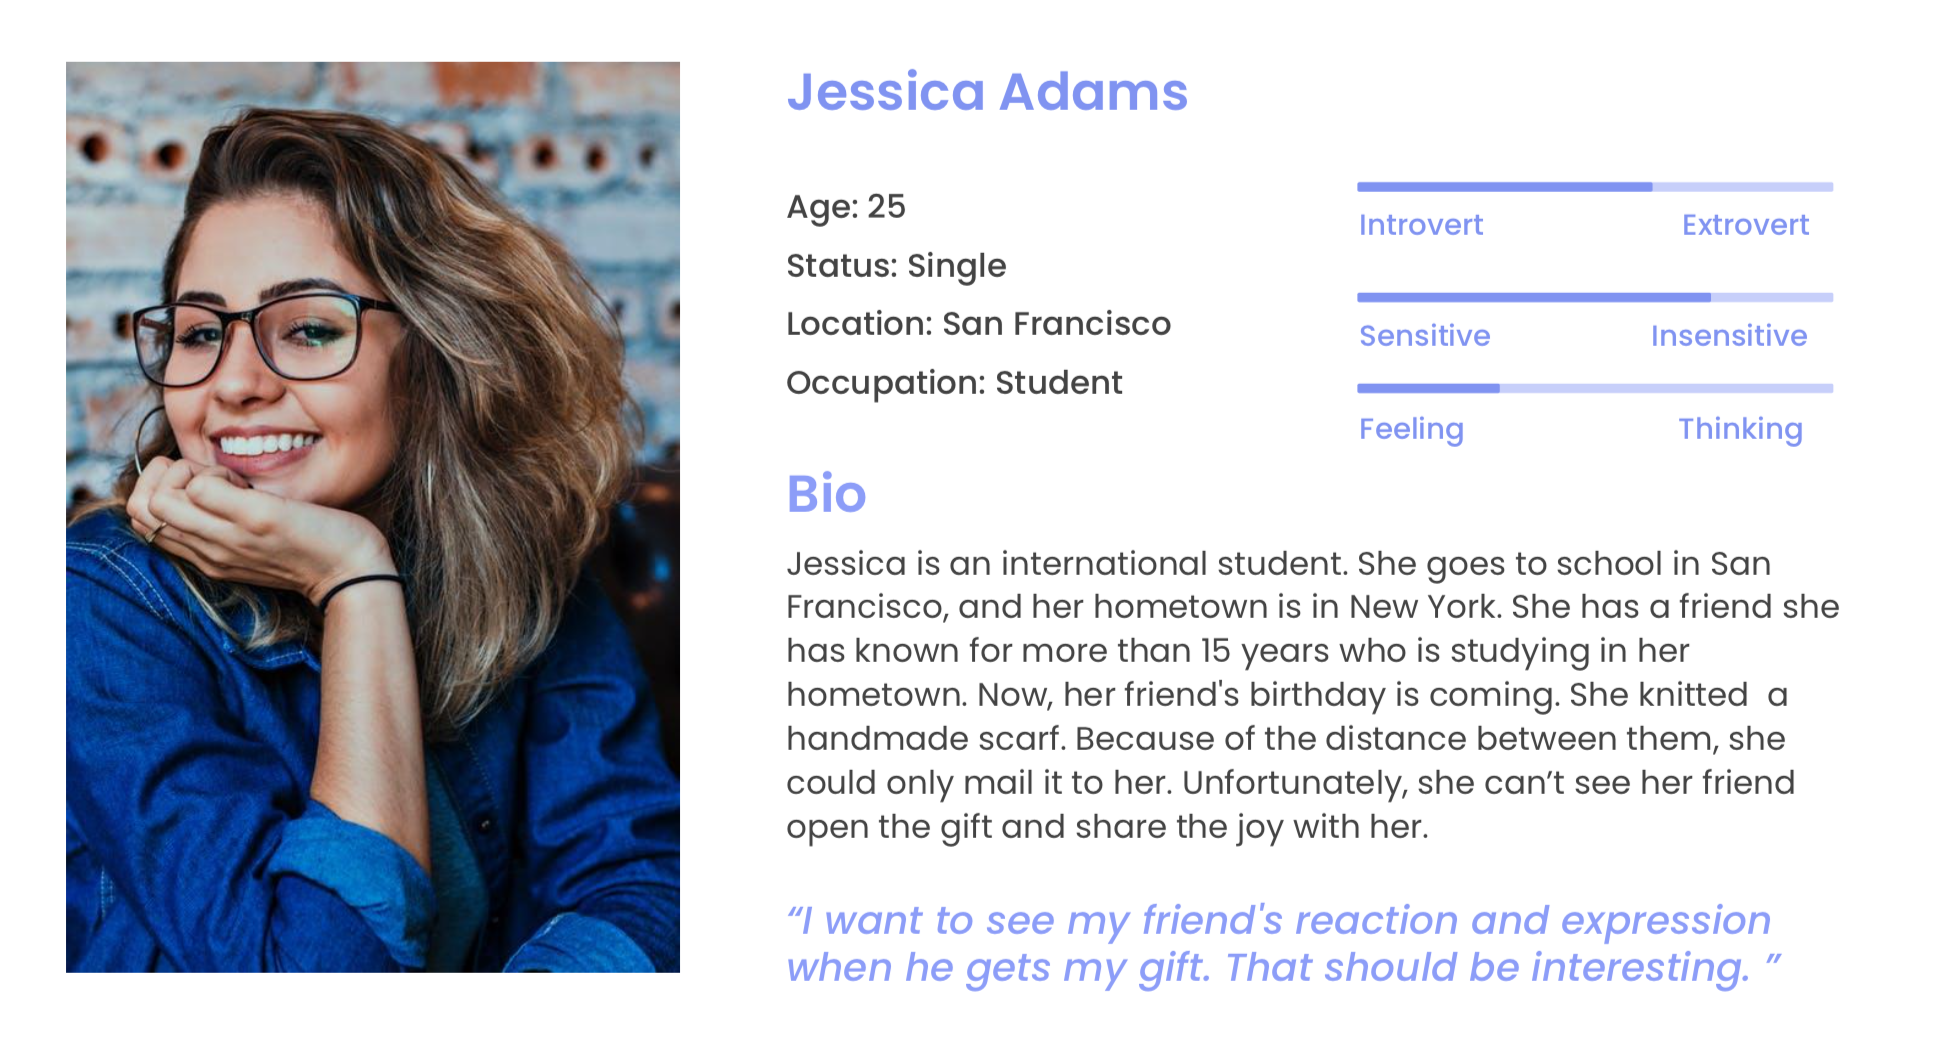 Jessica Adams
Age: 25
Status: Single
Location: San Francisco
Occupation: Student
Introvert Extrovert
Sensitive Insensitive
Feeling Thinking
Bio
Jessica is an international student. She goes to school in San
Francisco, and her hometown is in New York. She has a friend she
has known for more than 15 years who is studying in her
hometown. Now, her friend's birthday is coming. She knitted  a
handmade scarf. Because of the distance between them, she
could only mail it to her. Unfortunately, she can’t see her friend
open the gift and share the joy with her.
“I want to see my friend's reaction and expression
when he gets my gift. That should be interesting. ”